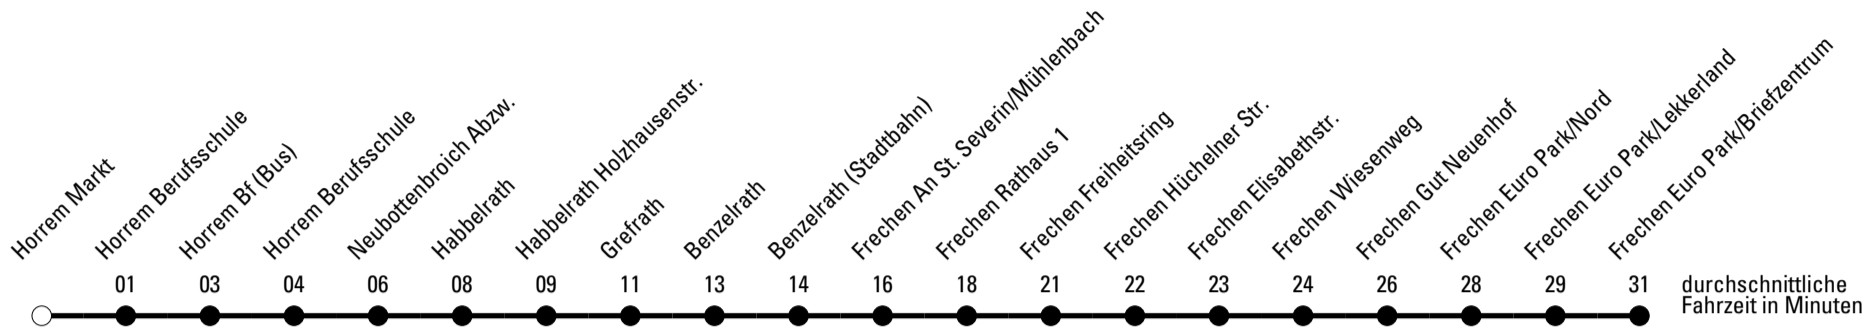 Horrem Markt
Horrem Berufsschule
Horrem Bf (Bus)
Horrem Berufsschule
Neubottenbroich Abzw.
Habbelrath
Habbelrath Holzhausenstr.
Grefrath
Benzelrath
Benzelrath (Stadtbahn)
Frechen An St. Severin/Mühlenbach
Frechen Rathaus 1
Frechen Freiheitsring
Frechen Hüchelner Str.
Frechen Elisabethstr.
Frechen Wiesenweg
Frechen Gut Neuenhof
Frechen Euro Park/Nord
Frechen Euro Park/Lekkerland
Frechen Euro Park/Briefzentrum
01 03 04 06 08 09 11 13 14 16 18 21 22 23 24 26 28 29 31
durchschnittliche
Fahrzeit in Minuten